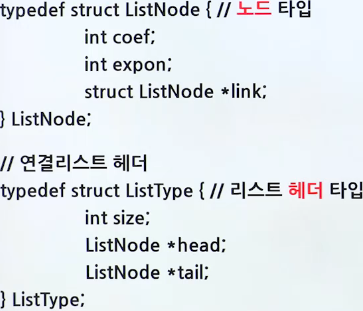 typedef struct ListNode { // 노드 타입
int coef;
int expon;
struct ListNode *link;
} ListNode;
// 연결리스트 헤더
typedef struct ListType { // 리스트 헤더 타입
int size;
ListNode *head;
ListNode *tail;
} ListType;